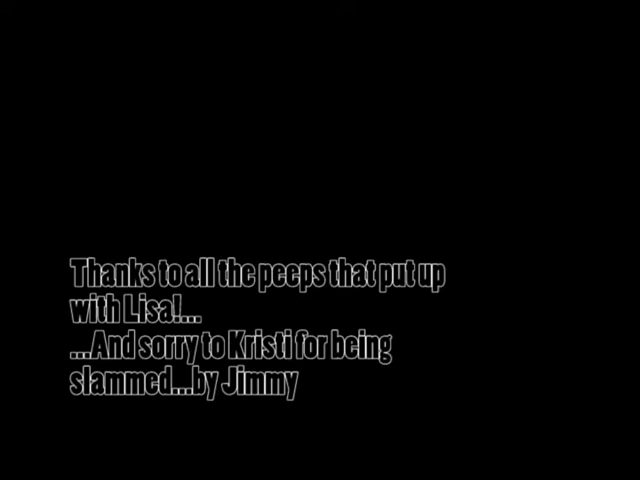 Thanks to all the peeps that put up
with Lisa!...
...And sorry to Kristi for being
slammed...by Jimmy